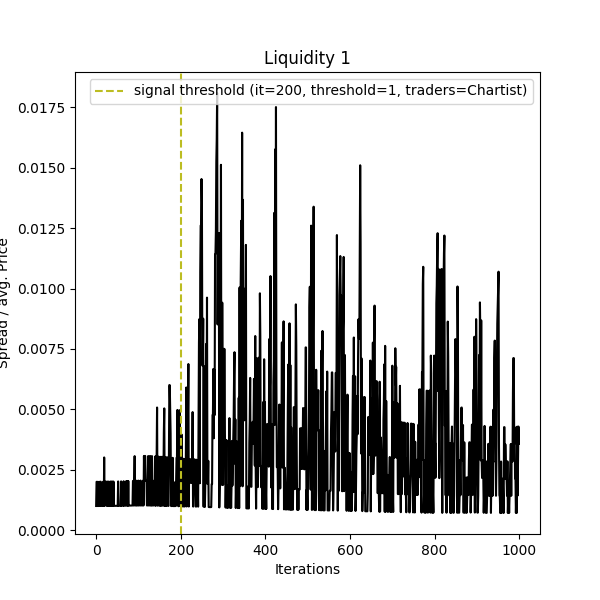 Liquidity 1
signal threshold (it=200, threshold=1, traders=Chartist)
Spread / avg. Price
0.0175
0.0150
0.0125
0.0100
0.0075
0.0050
0.0025
0.0000
0 200 400 600 800 1000
Iterations